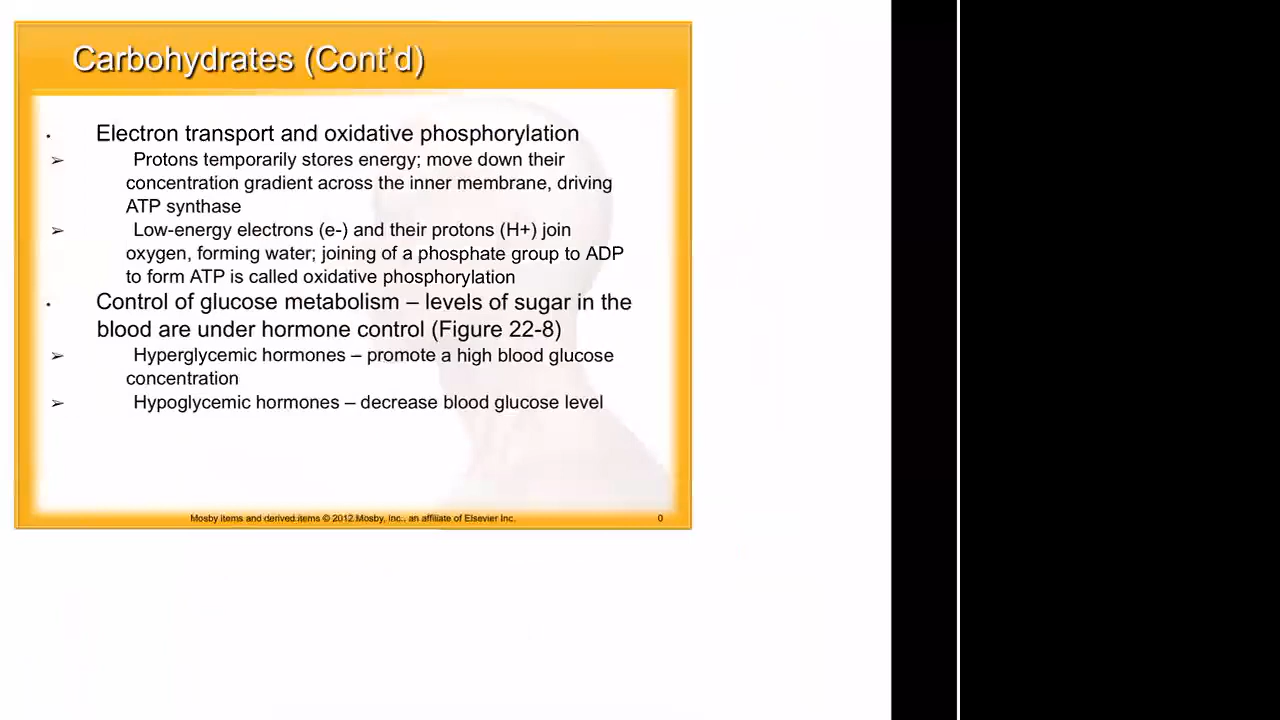 Carbohydrates (Cont’d)
• Electron transport and oxidative phosphorylation
➢ Protons temporarily stores energy; move down their
concentration gradient across the inner membrane, driving
ATP synthase
➢ Low-energy electrons (e-) and their protons (H+) join
oxygen, forming water; joining of a phosphate group to ADP
to form ATP is called oxidative phosphorylation
• Control of glucose metabolism – levels of sugar in the
blood are under hormone control (Figure 22-8)
➢ Hyperglycemic hormones – promote a high blood glucose
concentration
➢ Hypoglycemic hormones – decrease blood glucose level
Mosby items and derived items © 2012 Mosby, Inc., an affiliate of Elsevier Inc. 0